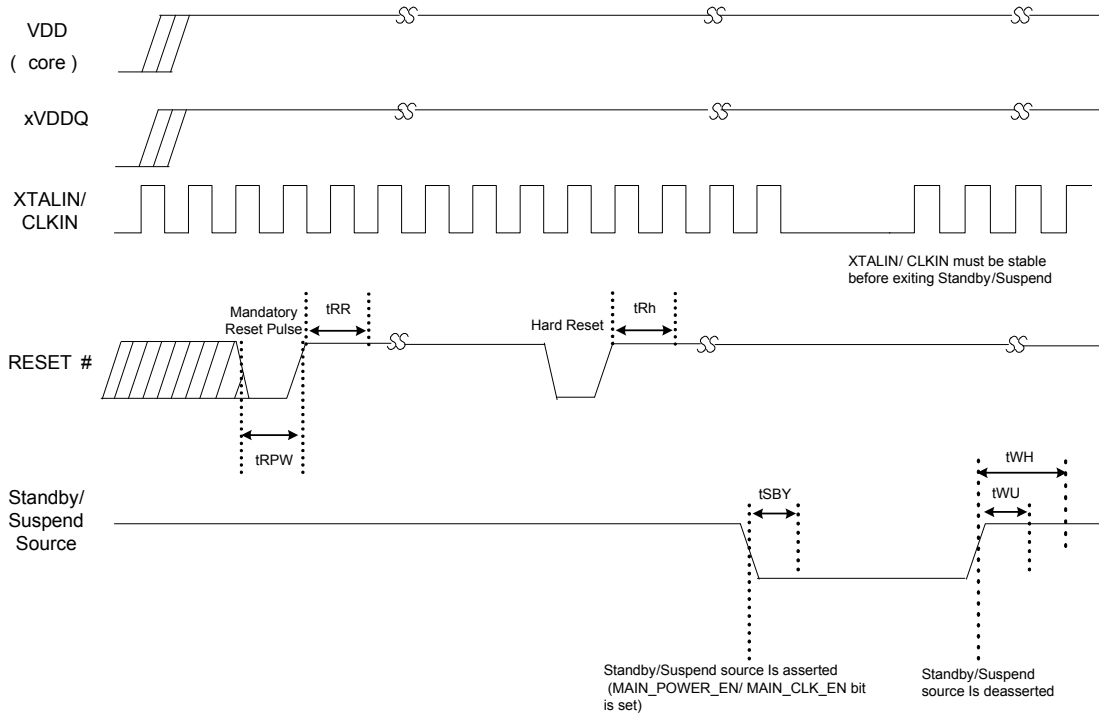 VDD
( core )
xVDDQ
XTALIN/
CLKIN
XTALIN/ CLKIN must be stable
before exiting Standby/Suspend
Mandatory
Reset Pulse
tRR
Hard Reset
tRh
RESET #
tRPW
tWH
Standby/
Suspend
Source
tSBY
tWU
Standby/Suspend source Is asserted
(MAIN_POWER_EN/ MAIN_CLK_EN bit
is set)
Standby/Suspend
source Is deasserted